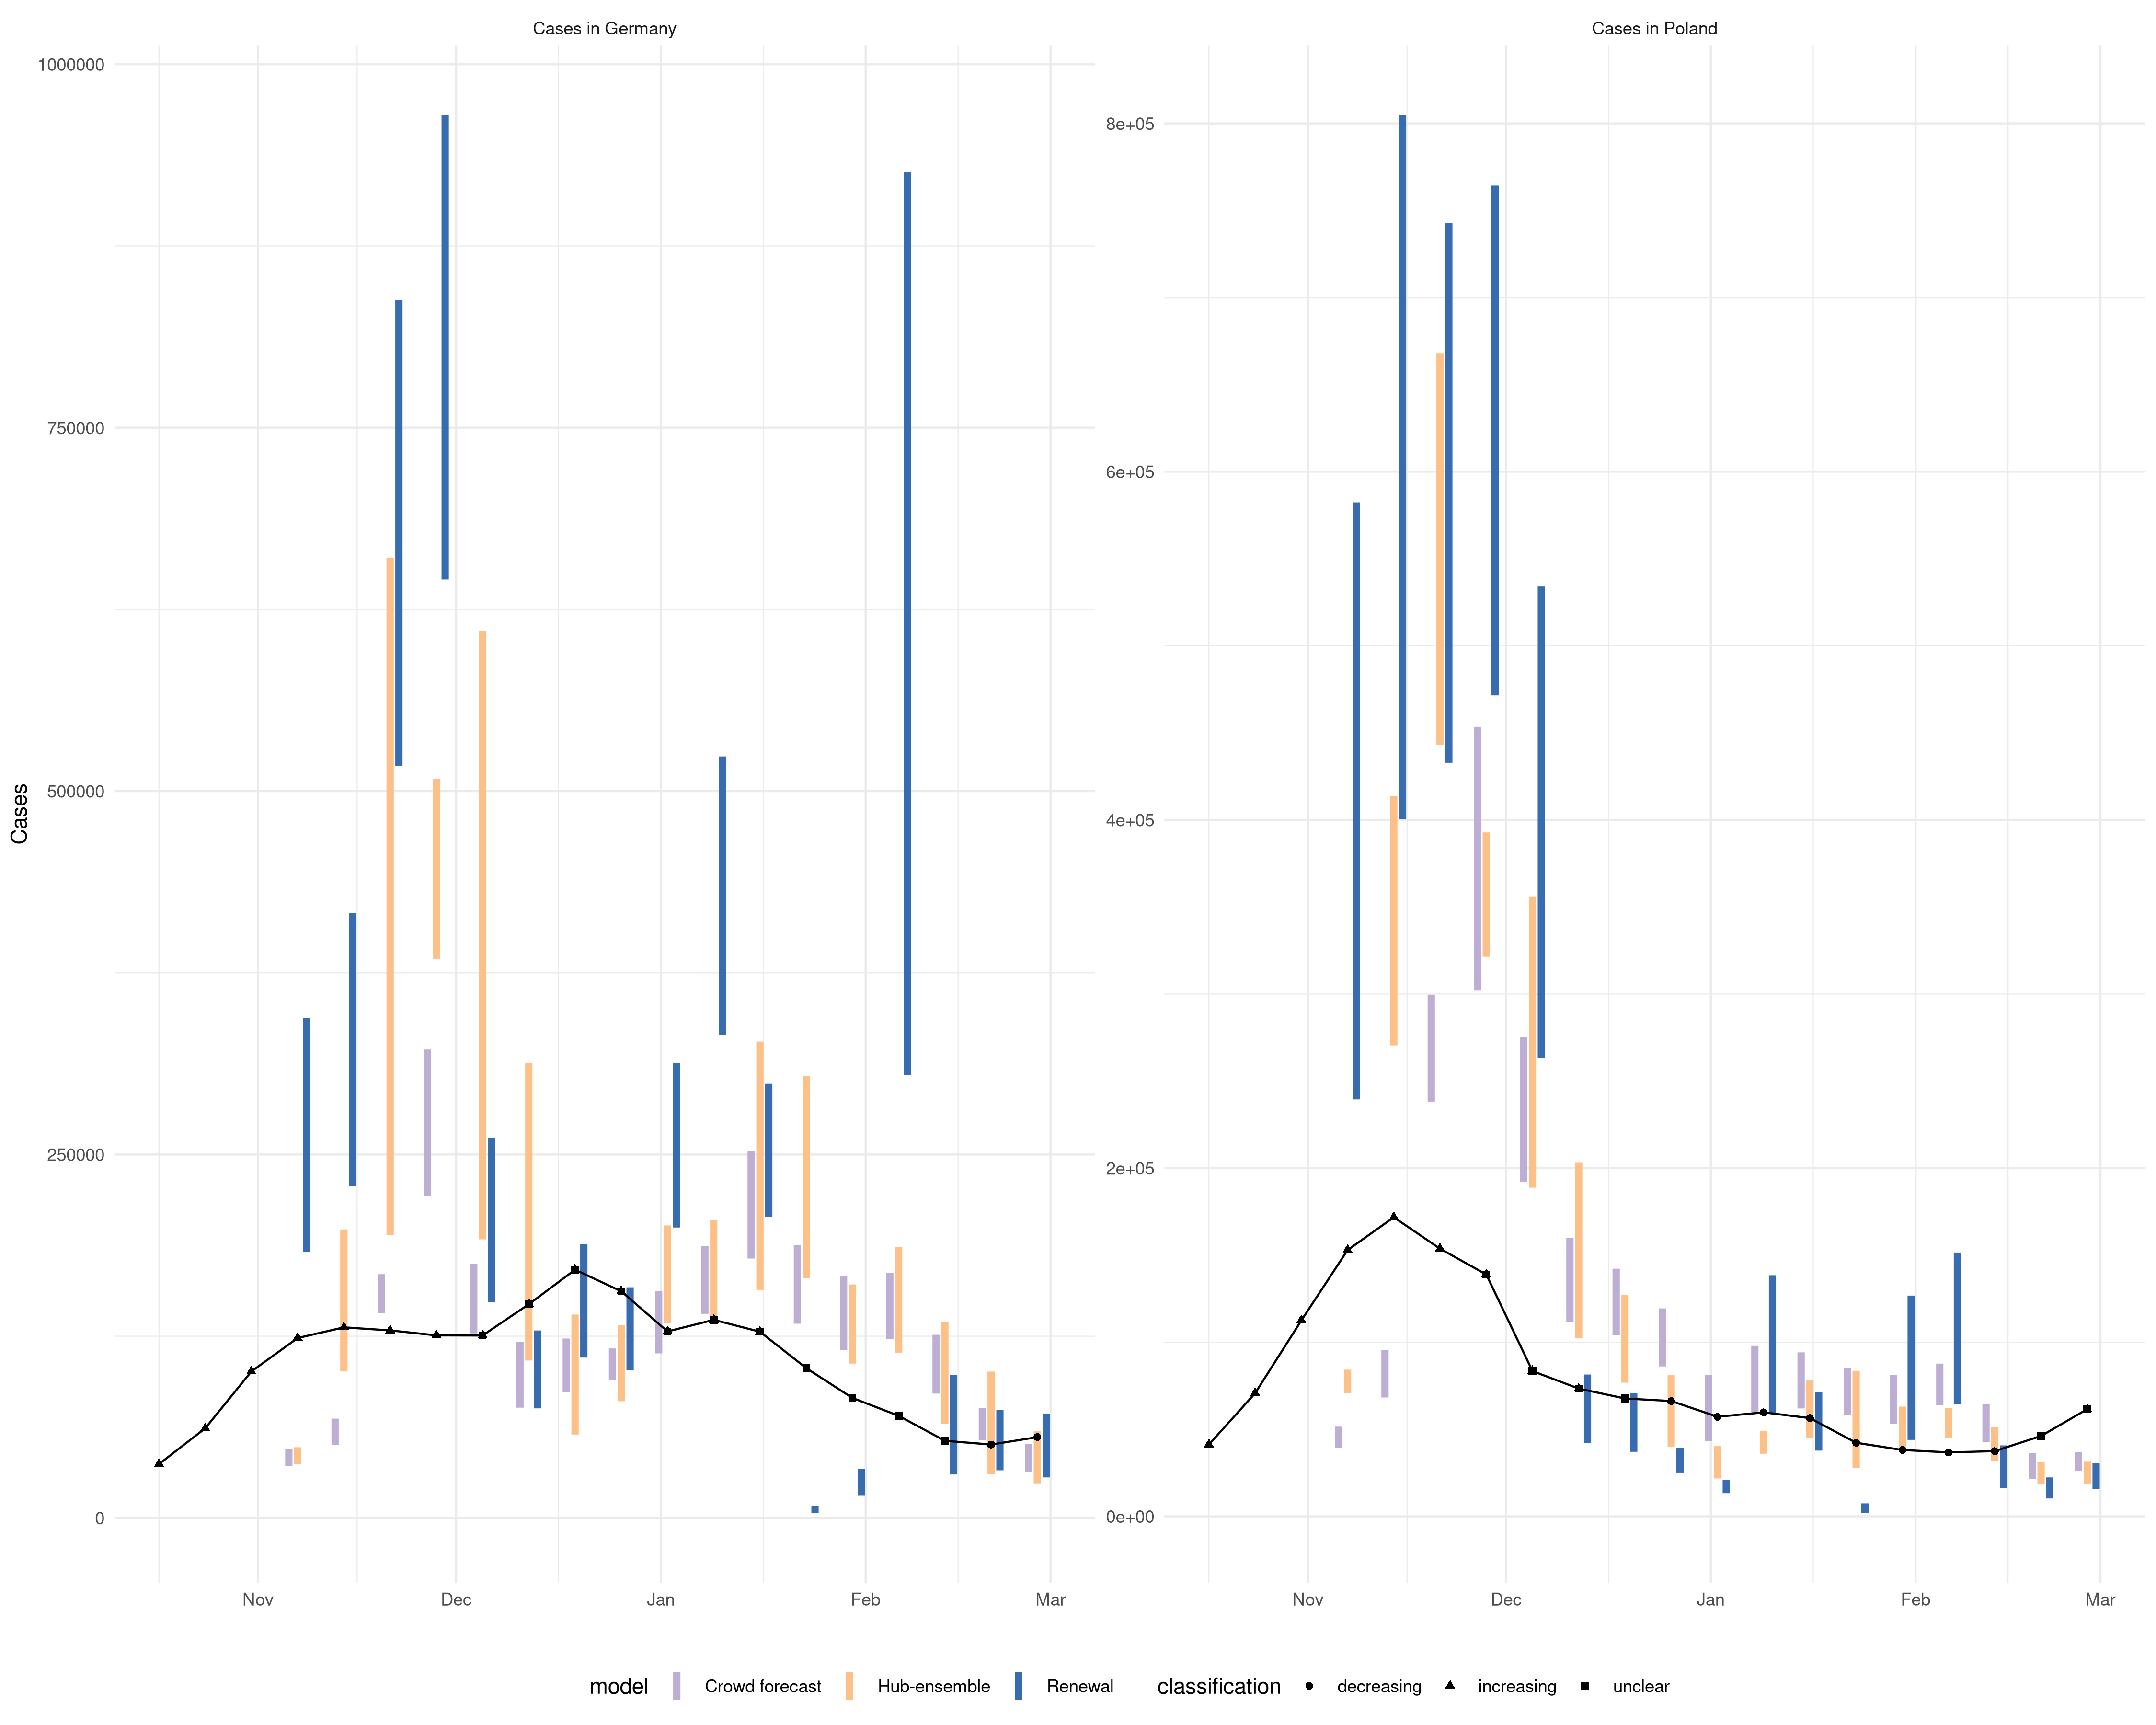 Cases in Germany
Cases in Poland
1000000
750000
500000
250000
0
Cases
8e+05
6e+05
4e+05
2e+05
0e+00
Nov Dec Jan Feb Mar
Nov Dec Jan Feb Mar
model Crowd forecast Hub-ensemble Renewal classification decreasing increasing unclear